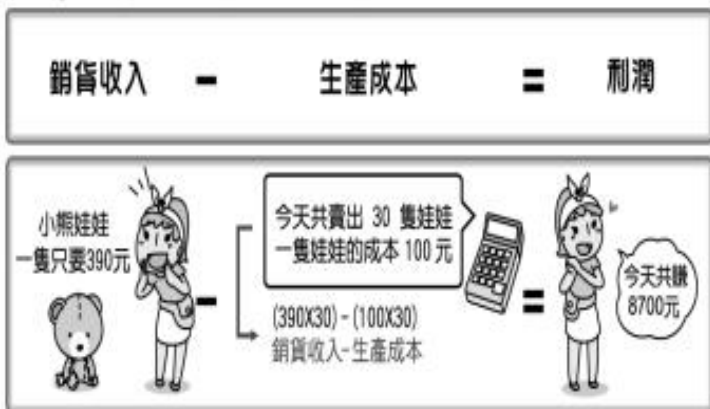 銷貨收入 - 生產成本 = 利潤
小熊娃娃
一隻只要390元
-
今天共賣出 30 隻娃娃
一隻娃娃的成本 100 元
(390X30)-(100X30)
銷貨收入-生產成本
=
今天共賺
8700元